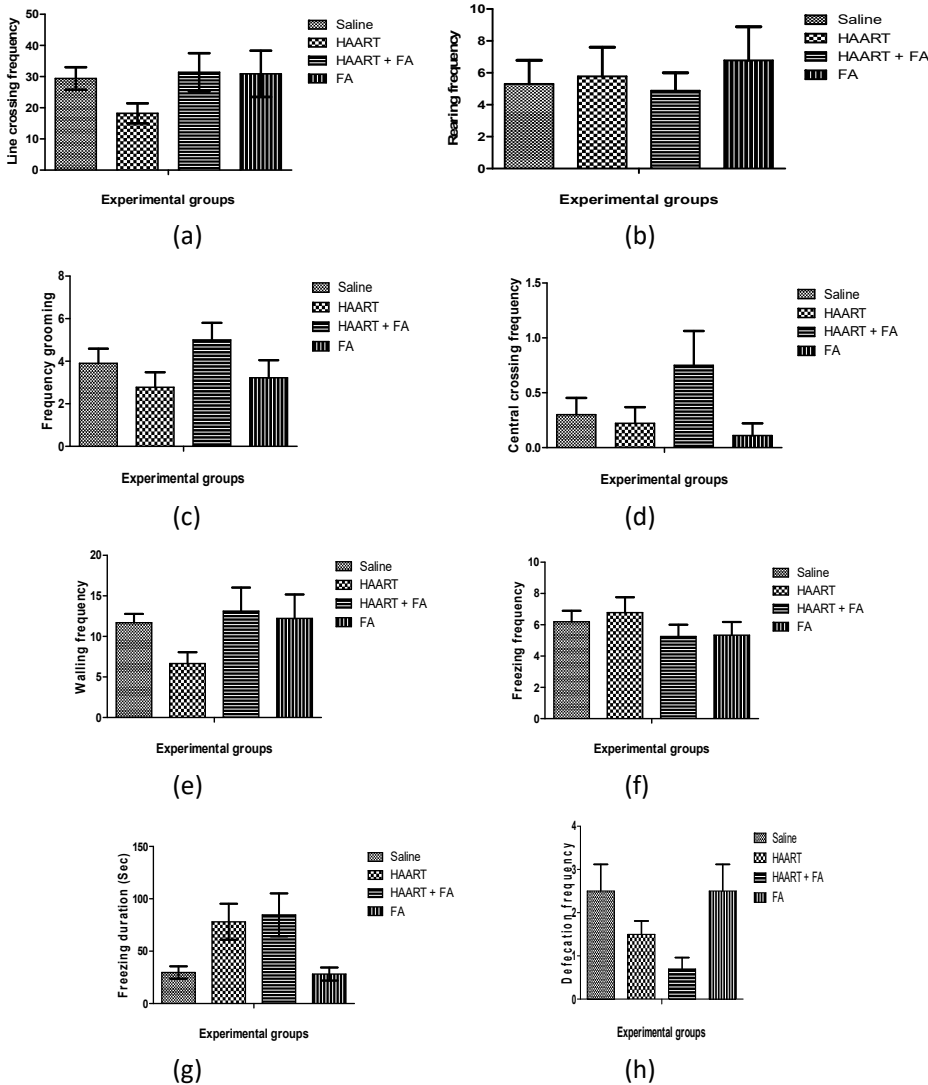 Line crossing frequency
50
40
30
20
10
0
Saline
HAART
HAART + FA
FA
Experimental groups
(a)
Rearing frequency
10
8
6
4
2
0
Saline
HAART
HAART + FA
FA
Experimental groups
(b)
Frequency grooming
8
6
4
2
0
Saline
HAART
HAART + FA
FA
Experimental groups
(c)
Central crossing frequency
1.5
1.0
0.5
0.0
Saline
HAART
HAART + FA
FA
Experimental groups
(d)
Walling frequency
20
15
10
5
0
Saline
HAART
HAART + FA
FA
Experimental groups
(e)
Freezing frequency
10
8
6
4
2
0
Saline
HAART
HAART + FA
FA
Experimental groups
(f)
Freezing duration (Sec)
150
100
50
0
Saline
HAART
HAART + FA
FA
Experimental groups
(g)
Defecation frequency
4
3
2
1
0
Saline
HAART
HAART + FA
FA
Experimental groups
(h)